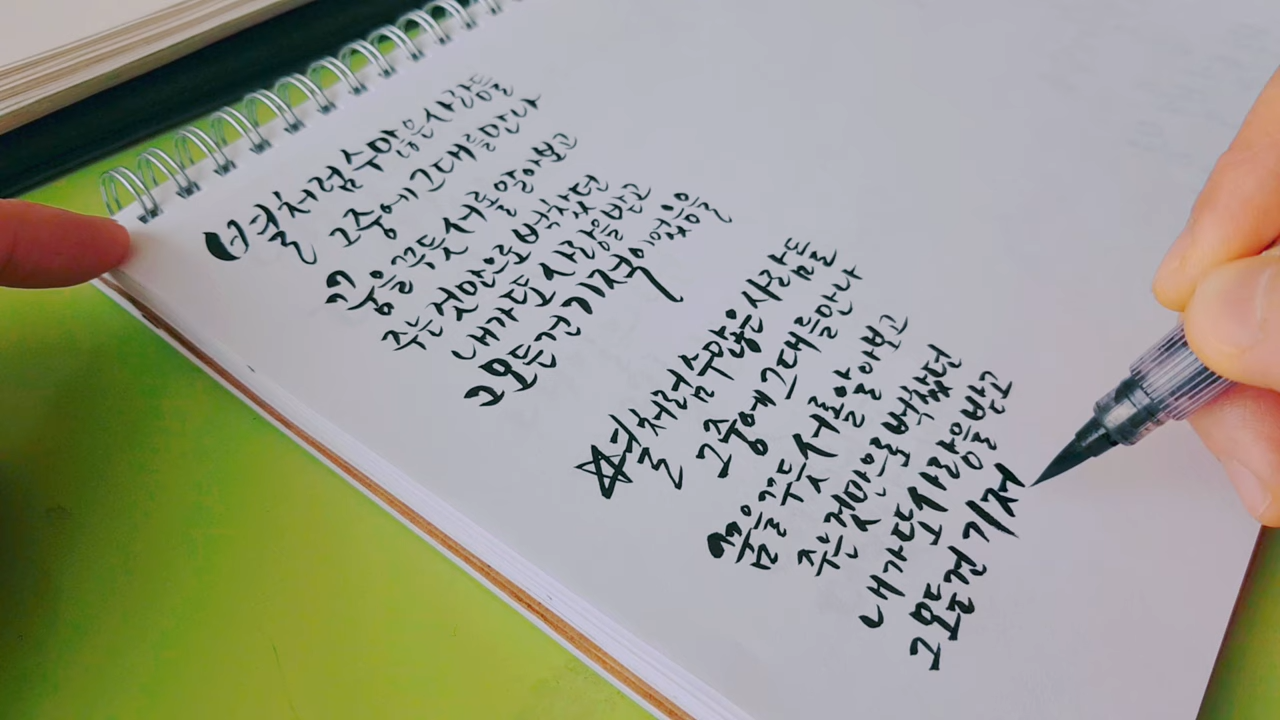 별처럼 수많은 사람들
그 중에 그대를 만나
꿈을 꾸듯 서로를 알아보고
주는 것만으로 벅찼던
내가 또 사랑을 받고
그 모든 건 기적이었음을
별처럼 수많은 사람들
그 중에 그대를 만나
꿈을 꾸듯 서로를 알아보고
주는 것만으로 벅찼던
내가 또 사랑을 받고
그 모든 건 기저